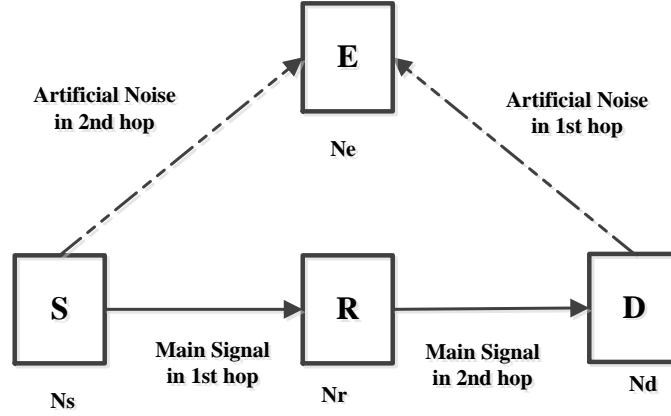 E
Artificial Noise
in 2nd hop
Artificial Noise
in 1st hop
Ne
S
R
D
Main Signal
in 1st hop
Main Signal
in 2nd hop
Ns
Nr
Nd